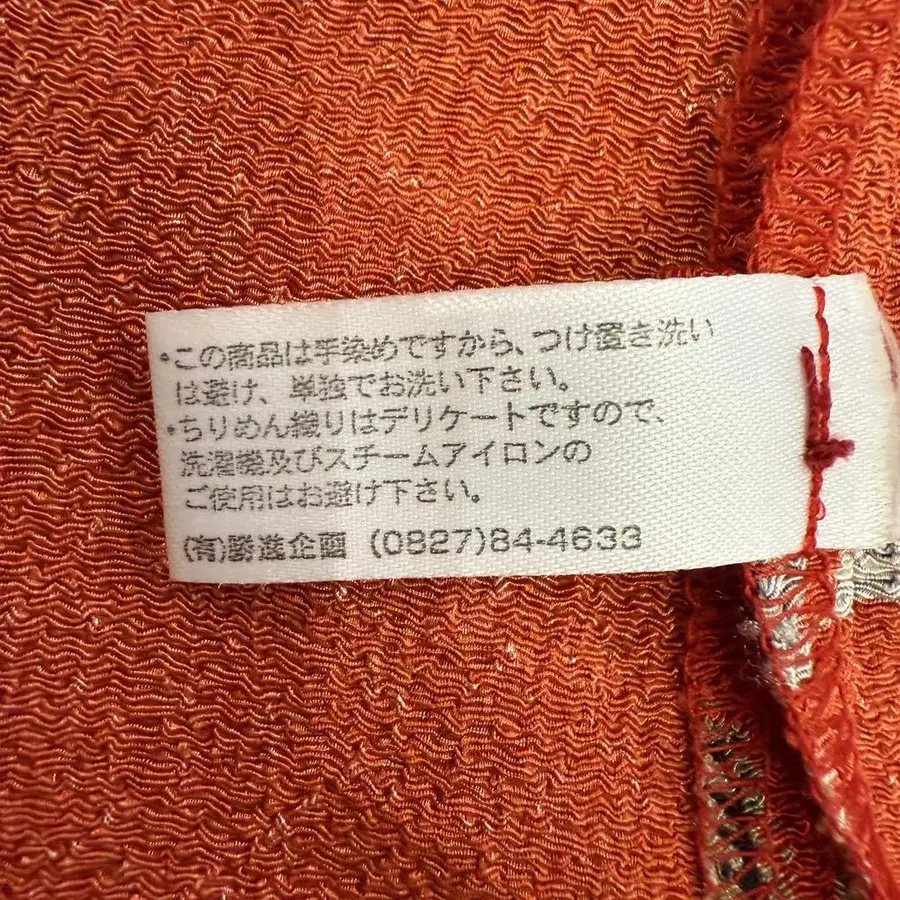 ・この商品は手染めですから、つけ置き洗い
は避け、単独でお洗い下さい。
・ちりめん織りはデリケートですので、
洗濯機及びスチームアイロンの
ご使用はお避け下さい。
(有)勝進企画 (0827)84-4633